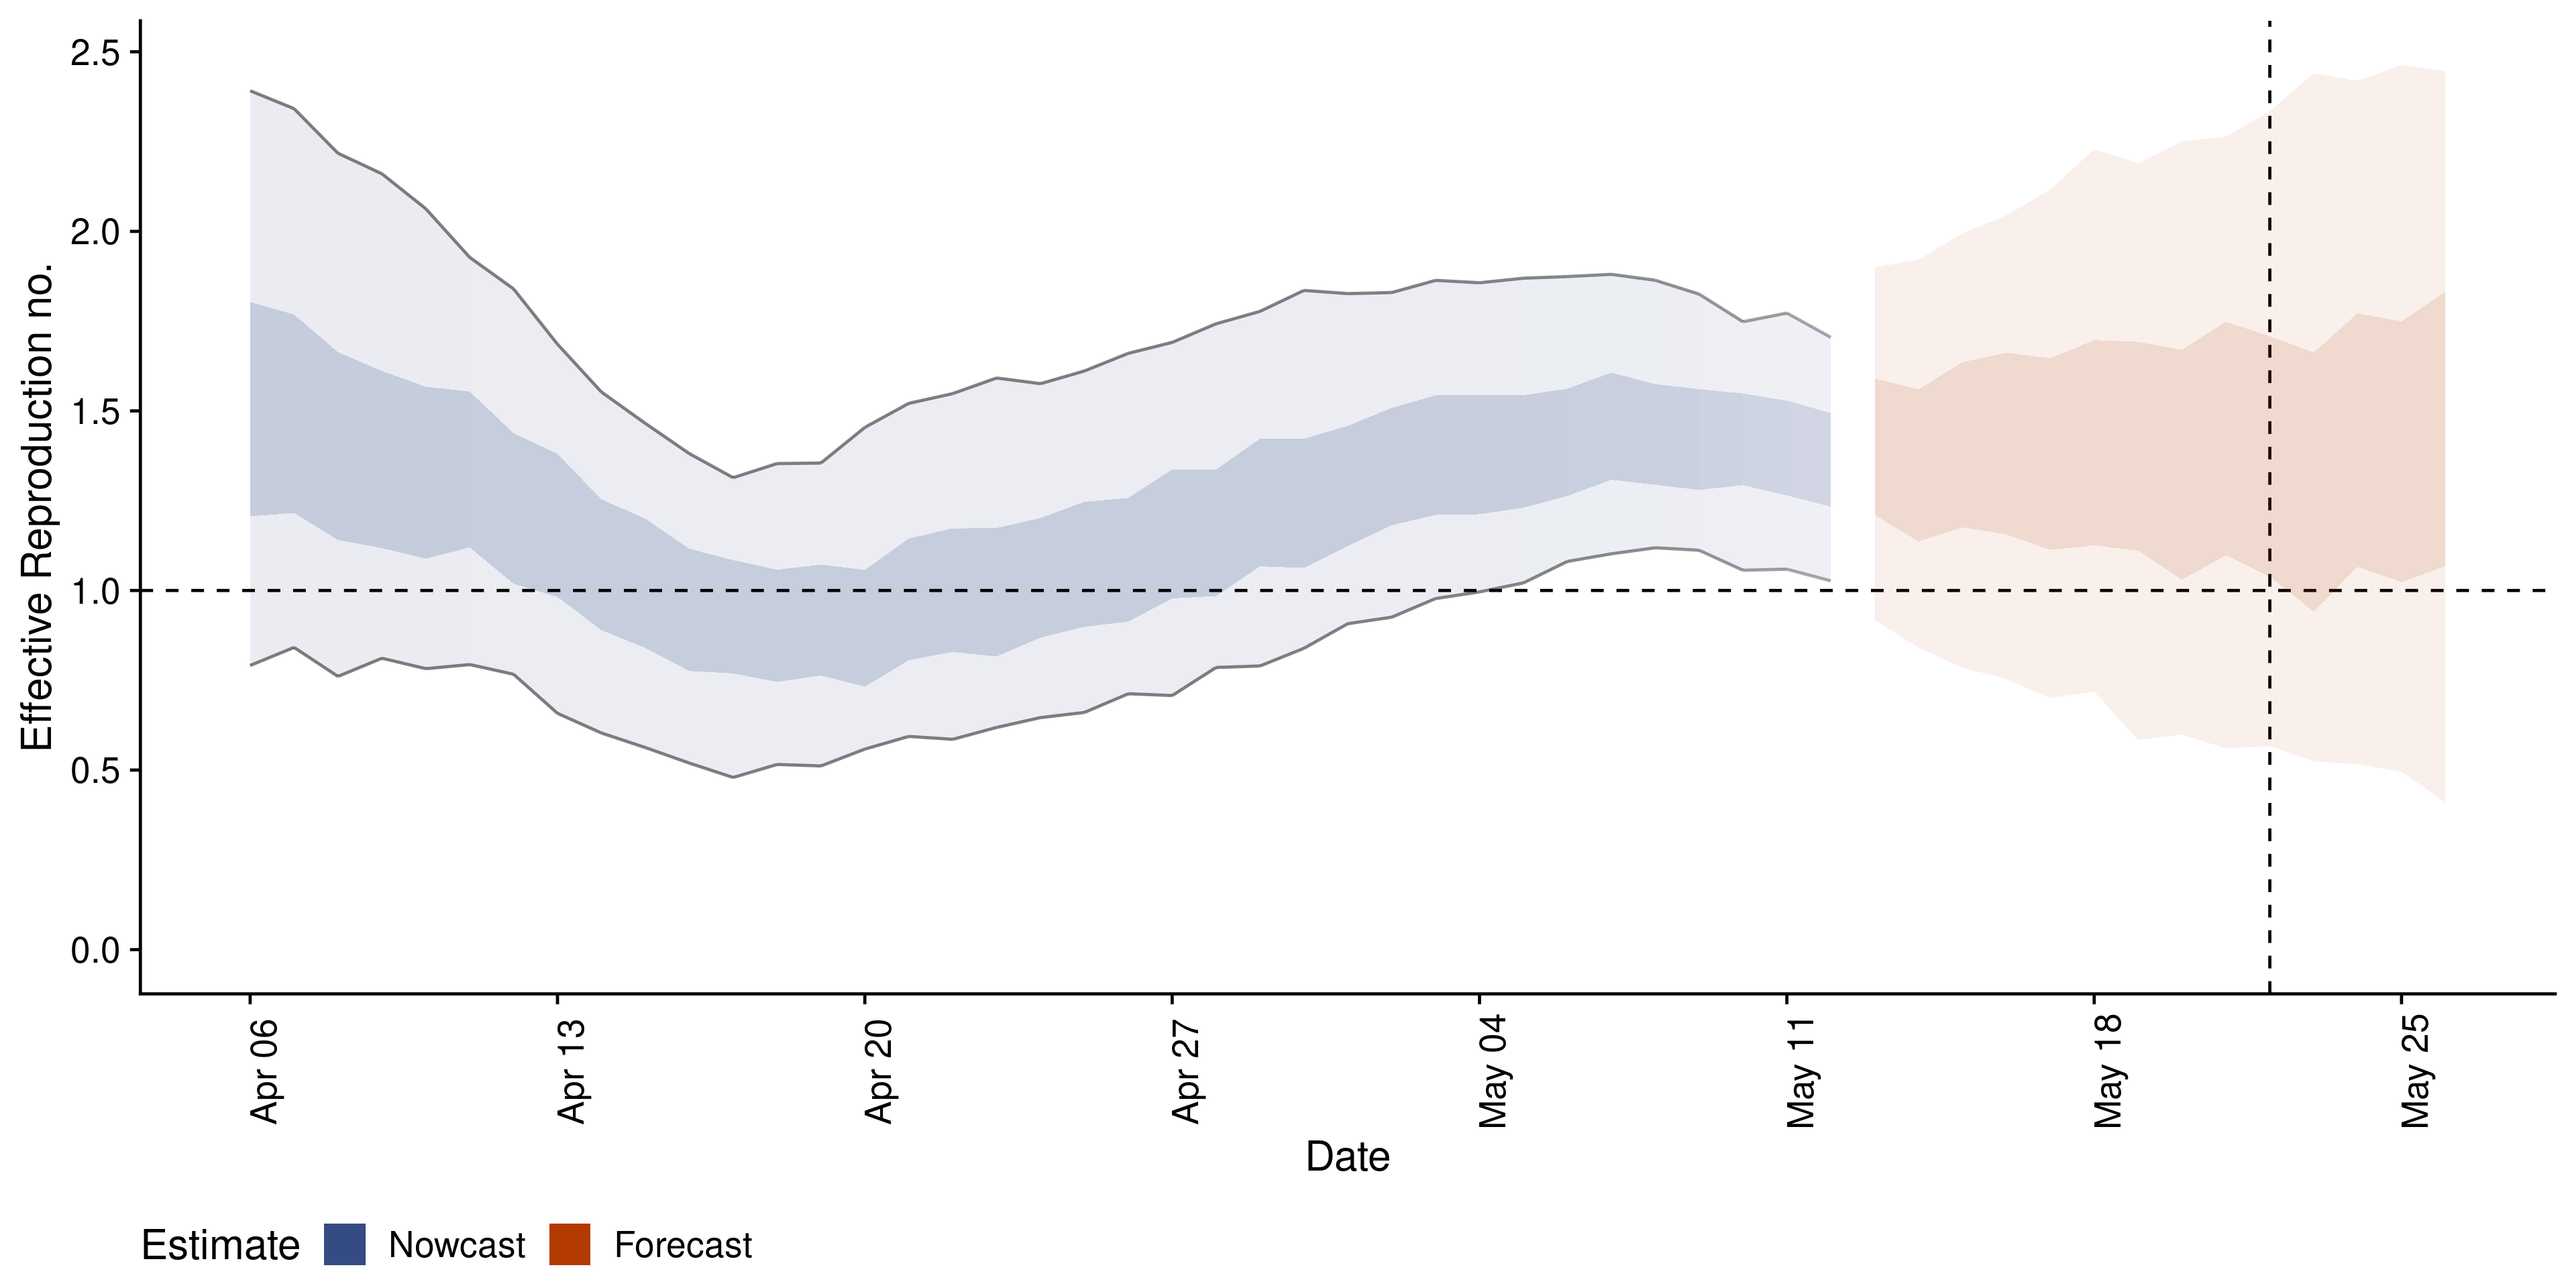 Effective Reproduction no.
2.5
2.0
1.5
1.0
0.5
0.0
Apr 06
Apr 13
Apr 20
Apr 27
May 04
May 11
May 18
May 25
Date
Estimate Nowcast Forecast